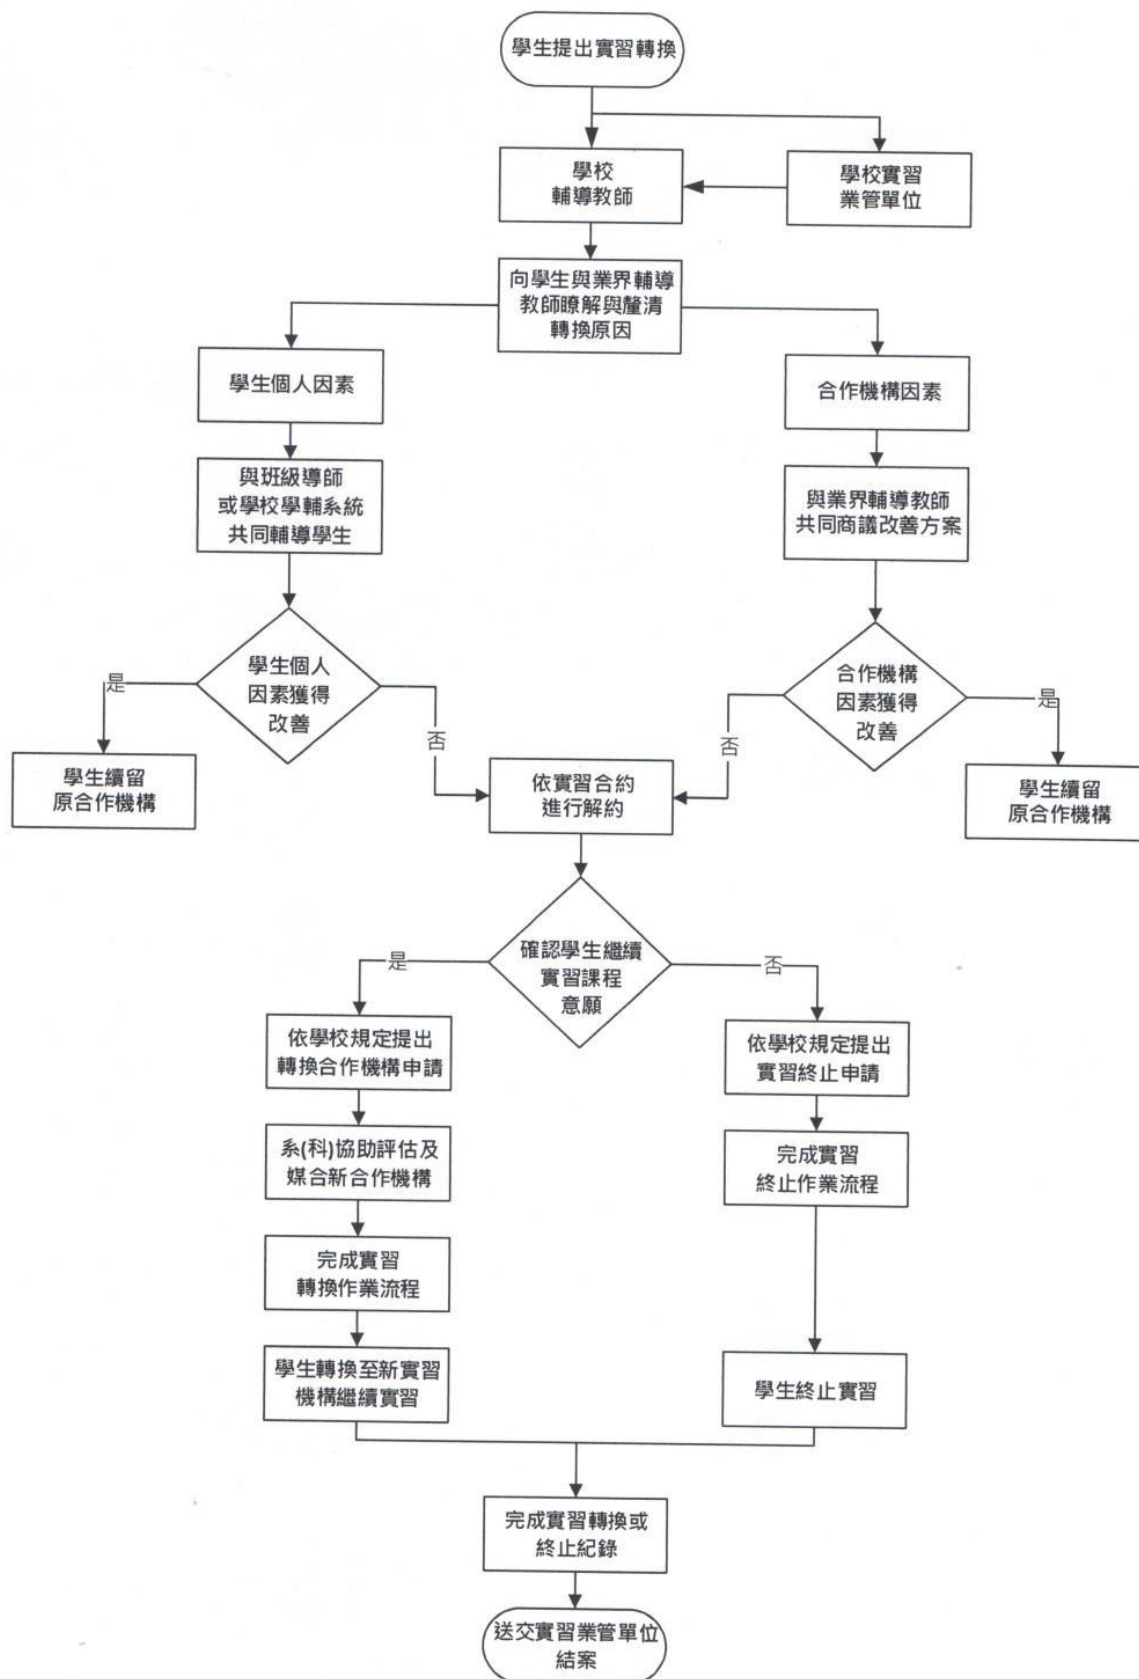 學生提出實習轉換
學校
輔導教師
學校實習
業管單位
向學生與業界輔導
教師瞭解與釐清
轉換原因
學生個人因素
合作機構因素
與班級導師
或學校學輔系統
共同輔導學生
與業界輔導教師
共同商議改善方案
學生個人
因素獲得
改善
合作機構
因素獲得
改善
是
否
否
是
學生續留
原合作機構
依實習合約
進行解約
學生續留
原合作機構
確認學生繼續
實習課程
意願
是
否
依學校規定提出
轉換合作機構申請
依學校規定提出
實習終止申請
系(科)協助評估及
媒合新合作機構
完成實習
終止作業流程
完成實習
轉換作業流程
學生轉換至新實習
機構繼續實習
學生終止實習
完成實習轉換或
終止紀錄
送交實習業管單位
結案